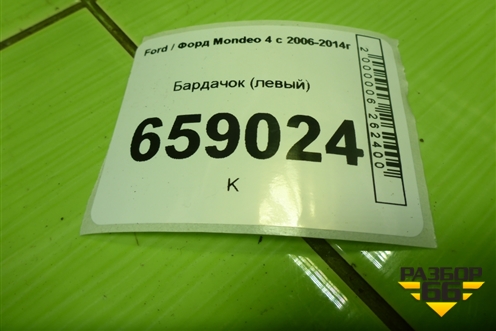 Ford / Форд Mondeo 4 с 2006-2014г
Бардачок (левый)
659024
К
2000006262400
РАЗБОР
66